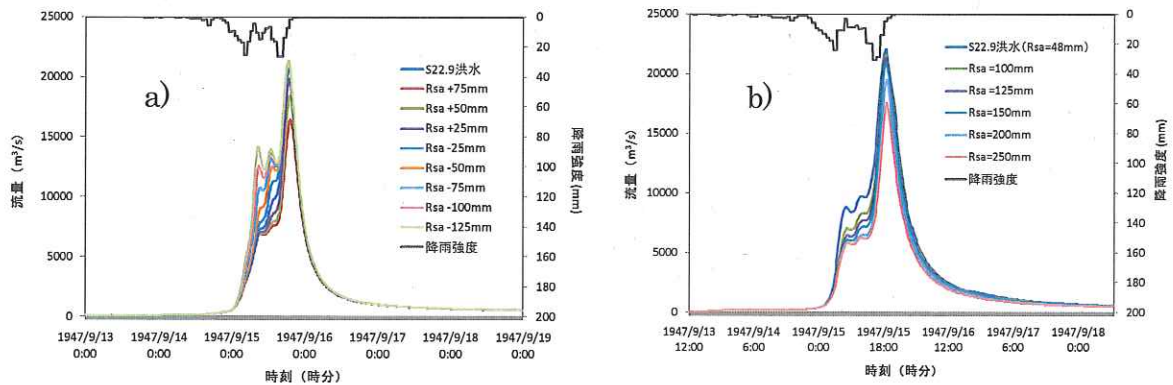 a)
25000
20000
15000
10000
5000
0
流量（m³/s）
0
20
40
60
80
100
120
140
160
180
200
降雨強度(mm)
S22.9洪水
Rsa +75mm
Rsa +50mm
Rsa +25mm
Rsa -25mm
Rsa -50mm
Rsa -75mm
Rsa -100mm
Rsa -125mm
降雨強度
1947/9/13 1947/9/14 1947/9/15 1947/9/16 1947/9/17 1947/9/18 1947/9/19
0:00 0:00 0:00 0:00 0:00 0:00 0:00
時刻（時分）
b)
25000
20000
15000
10000
5000
0
流量（m³/s）
0
20
40
60
80
100
120
140
160
180
200
降雨強度(mm)
S22.9洪水(Rsa=48mm)
Rsa =100mm
Rsa =125mm
Rsa=150mm
Rsa=200mm
Rsa=250mm
降雨強度
1947/9/13 1947/9/14 1947/9/15 1947/9/15 1947/9/16 1947/9/17 1947/9/18
12:00 6:00 0:00 18:00 12:00 6:00 0:00
時刻（時分）